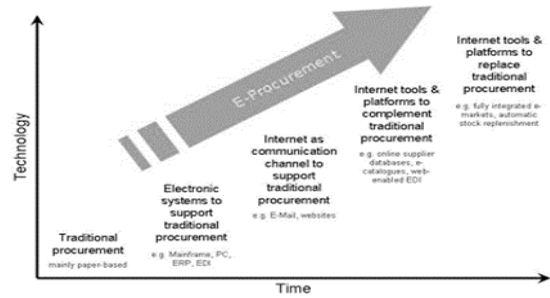 Technology
E-Procurement
Traditional
procurement
mainly paper-based
Electronic
systems to
support
traditional
procurement
e.g. Mainframe, PC,
ERP, EDI
Internet as
communication
channel to
support
traditional
procurement
e.g. E-Mail, websites
Internet tools &
platforms to
complement
traditional
procurement
e.g. online supplier
databases, e-
catalogues, web-
enabled EDI
Internet tools &
platforms to
replace
traditional
procurement
e.g. fully integrated e-
markets, automatic
stock replenishment
Time